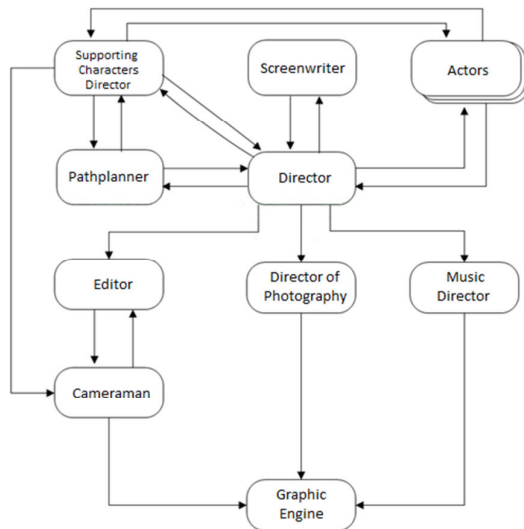 Supporting
Characters
Director
Screenwriter
Actors
Pathplanner
Director
Editor
Director of
Photography
Music
Director
Cameraman
Graphic
Engine